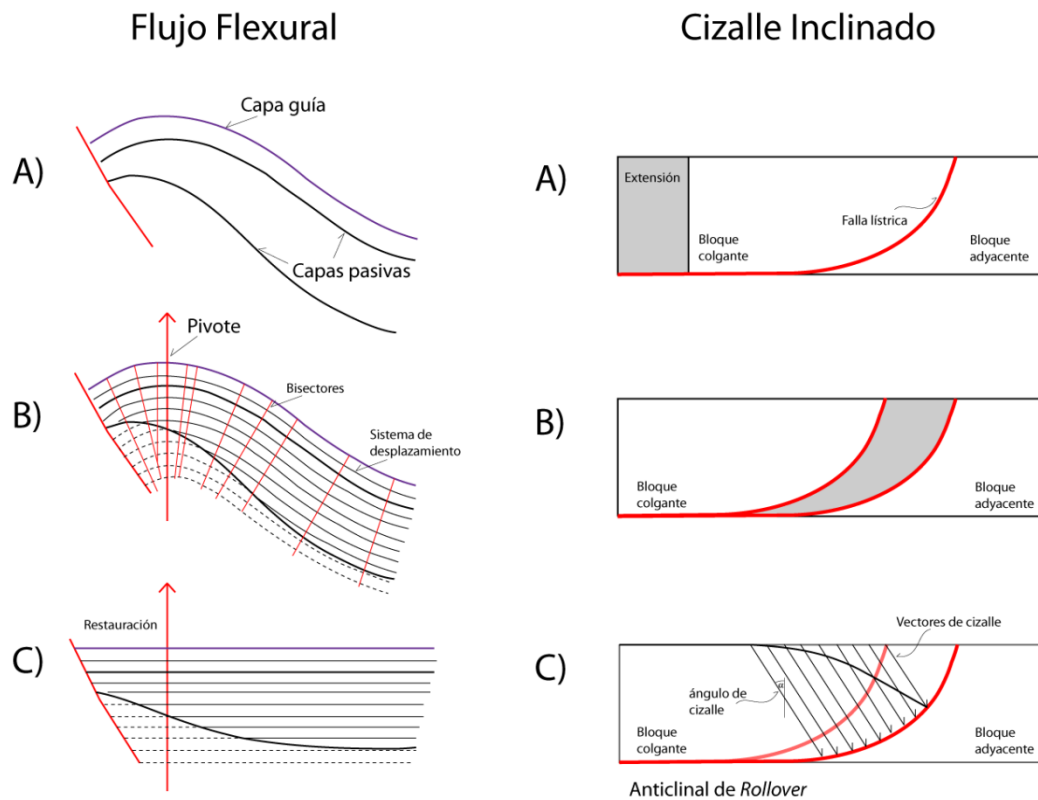 Flujo Flexural
A)
Capa guía
Capas pasivas
B)
Pivote
Bisectores
Sistema de
desplazamiento
C)
Restauración
Cizalle Inclinado
A)
Extensión
Bloque
colgante
Falla lístrica
Bloque
adyacente
B)
Bloque
colgante
Bloque
adyacente
C)
Vectores de cizalle
ángulo de
cizalle
Bloque
colgante
Bloque
adyacente
Anticlinal de Rollover